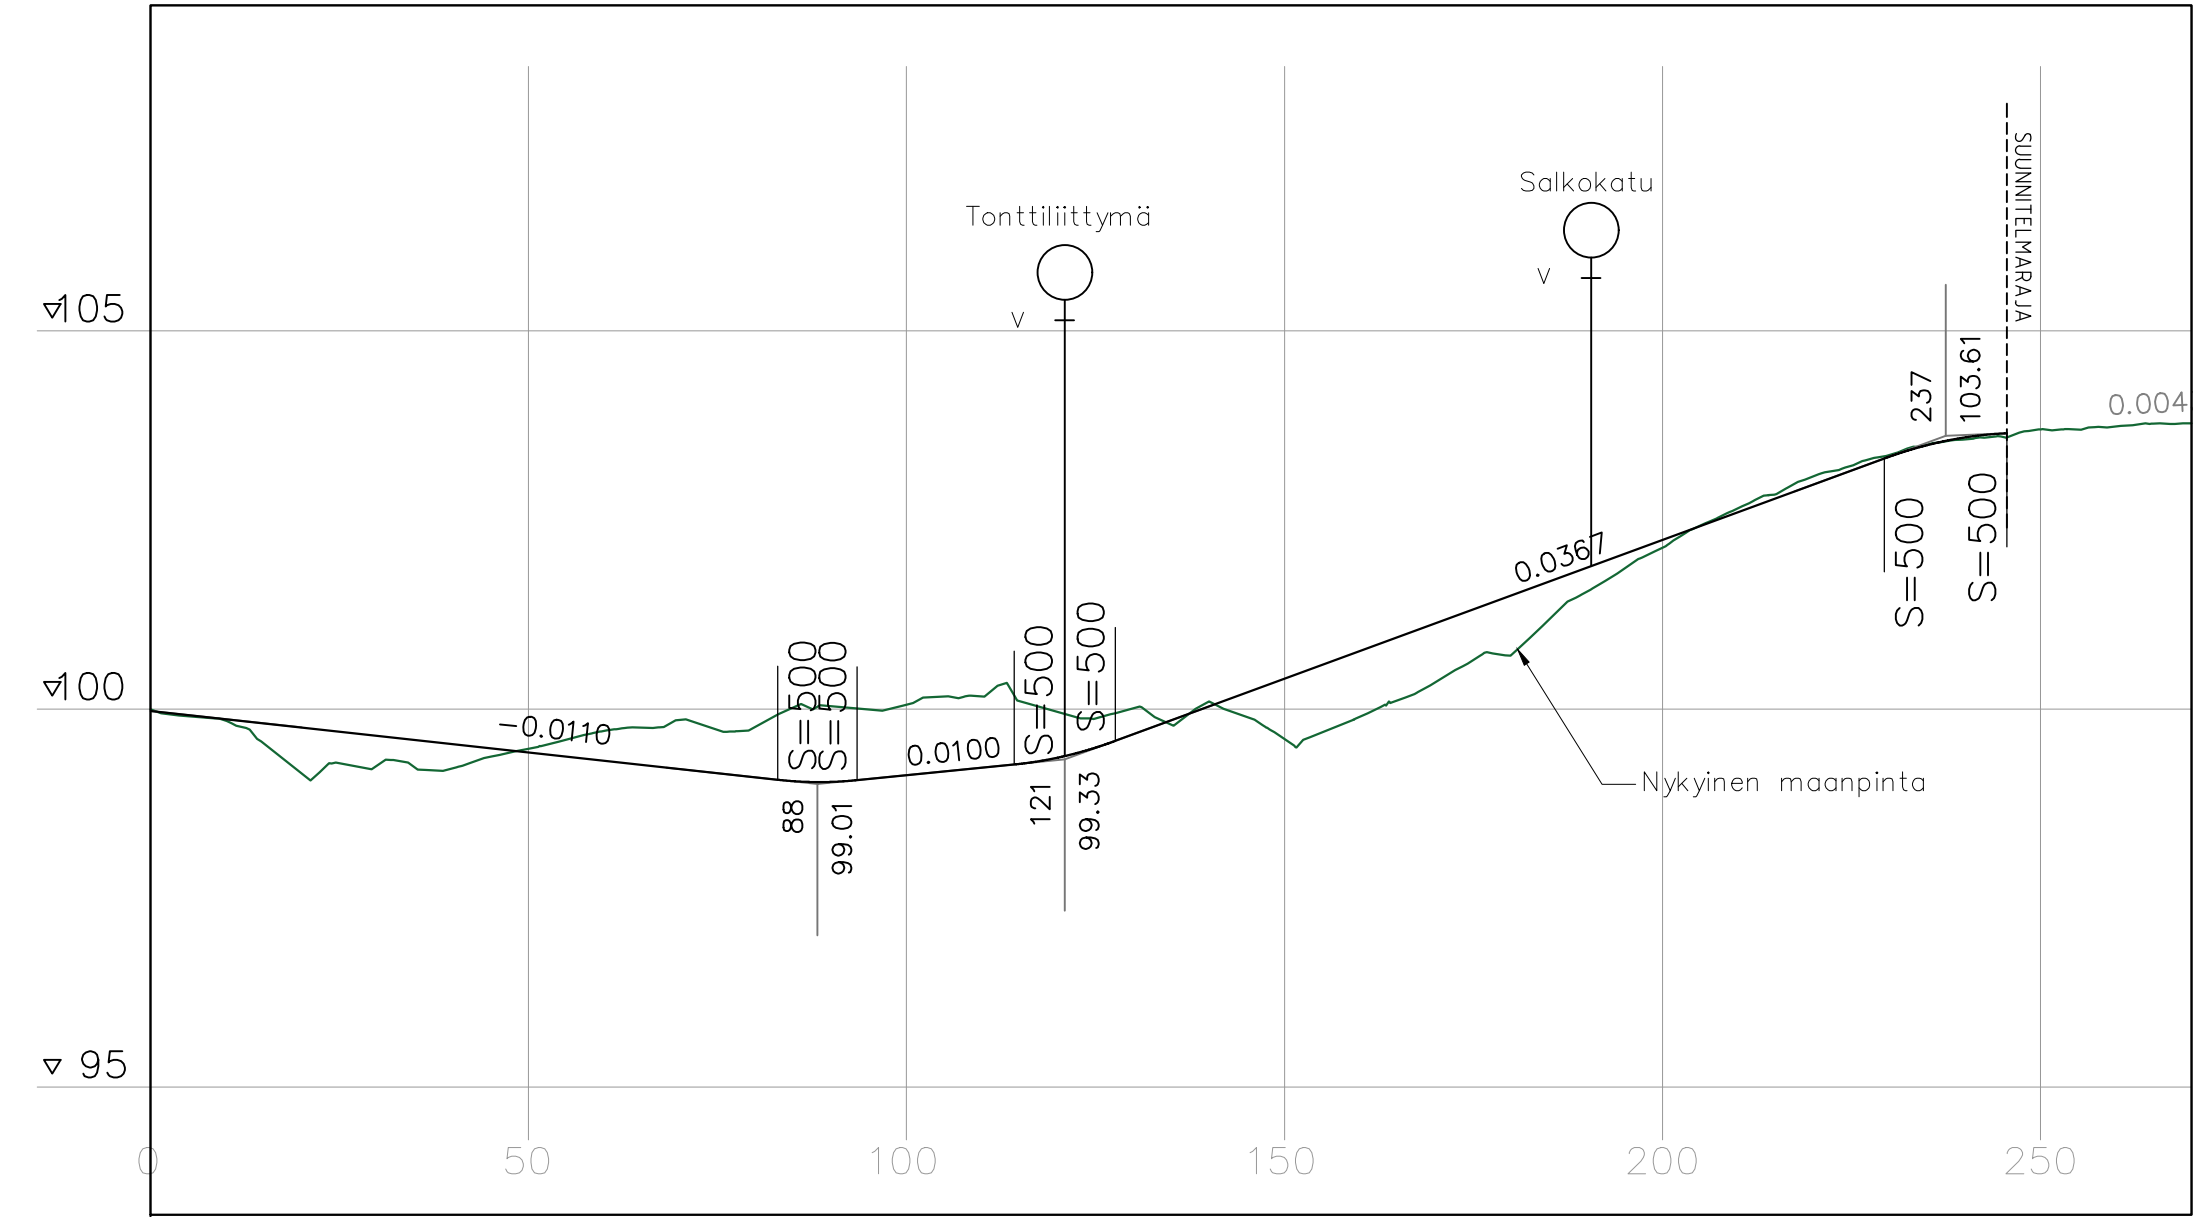 Salkokatu
V
Tonttiliittymä
V
SUUNNITELMARAJA
105
237
103.61
0.004
0.0367
S=500
S=500
100
-0.0110
S=500
S=500
0.0100
S=500
S=500
88
99.01
121
99.33
Nykyinen maanpinta
95
0
50
100
150
200
250